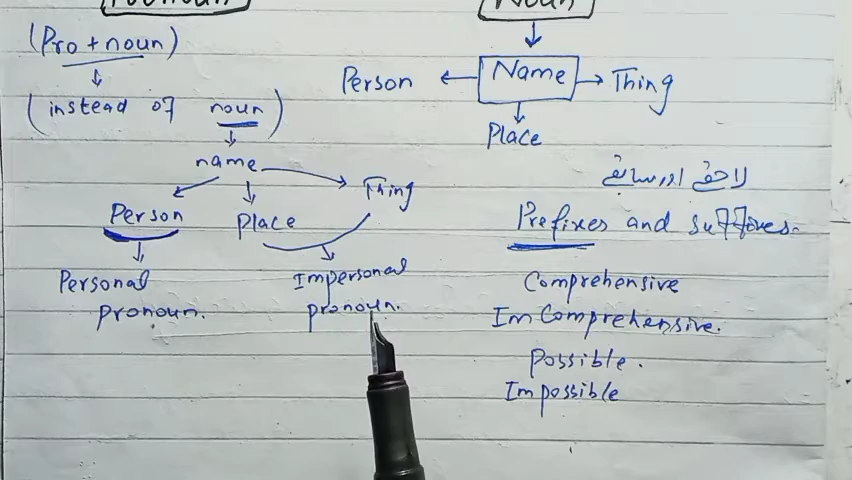 Pronoun
(Pro + noun)
(instead of noun)
name
Person
Place
Thing
Personal
pronoun.
Impersonal
pronoun.
Noun
Person
Name
Thing
Place
لاحقے اور سابقے
Prefixes and suffixes.
Comprehensive
ImComprehensive.
Possible.
Impossible